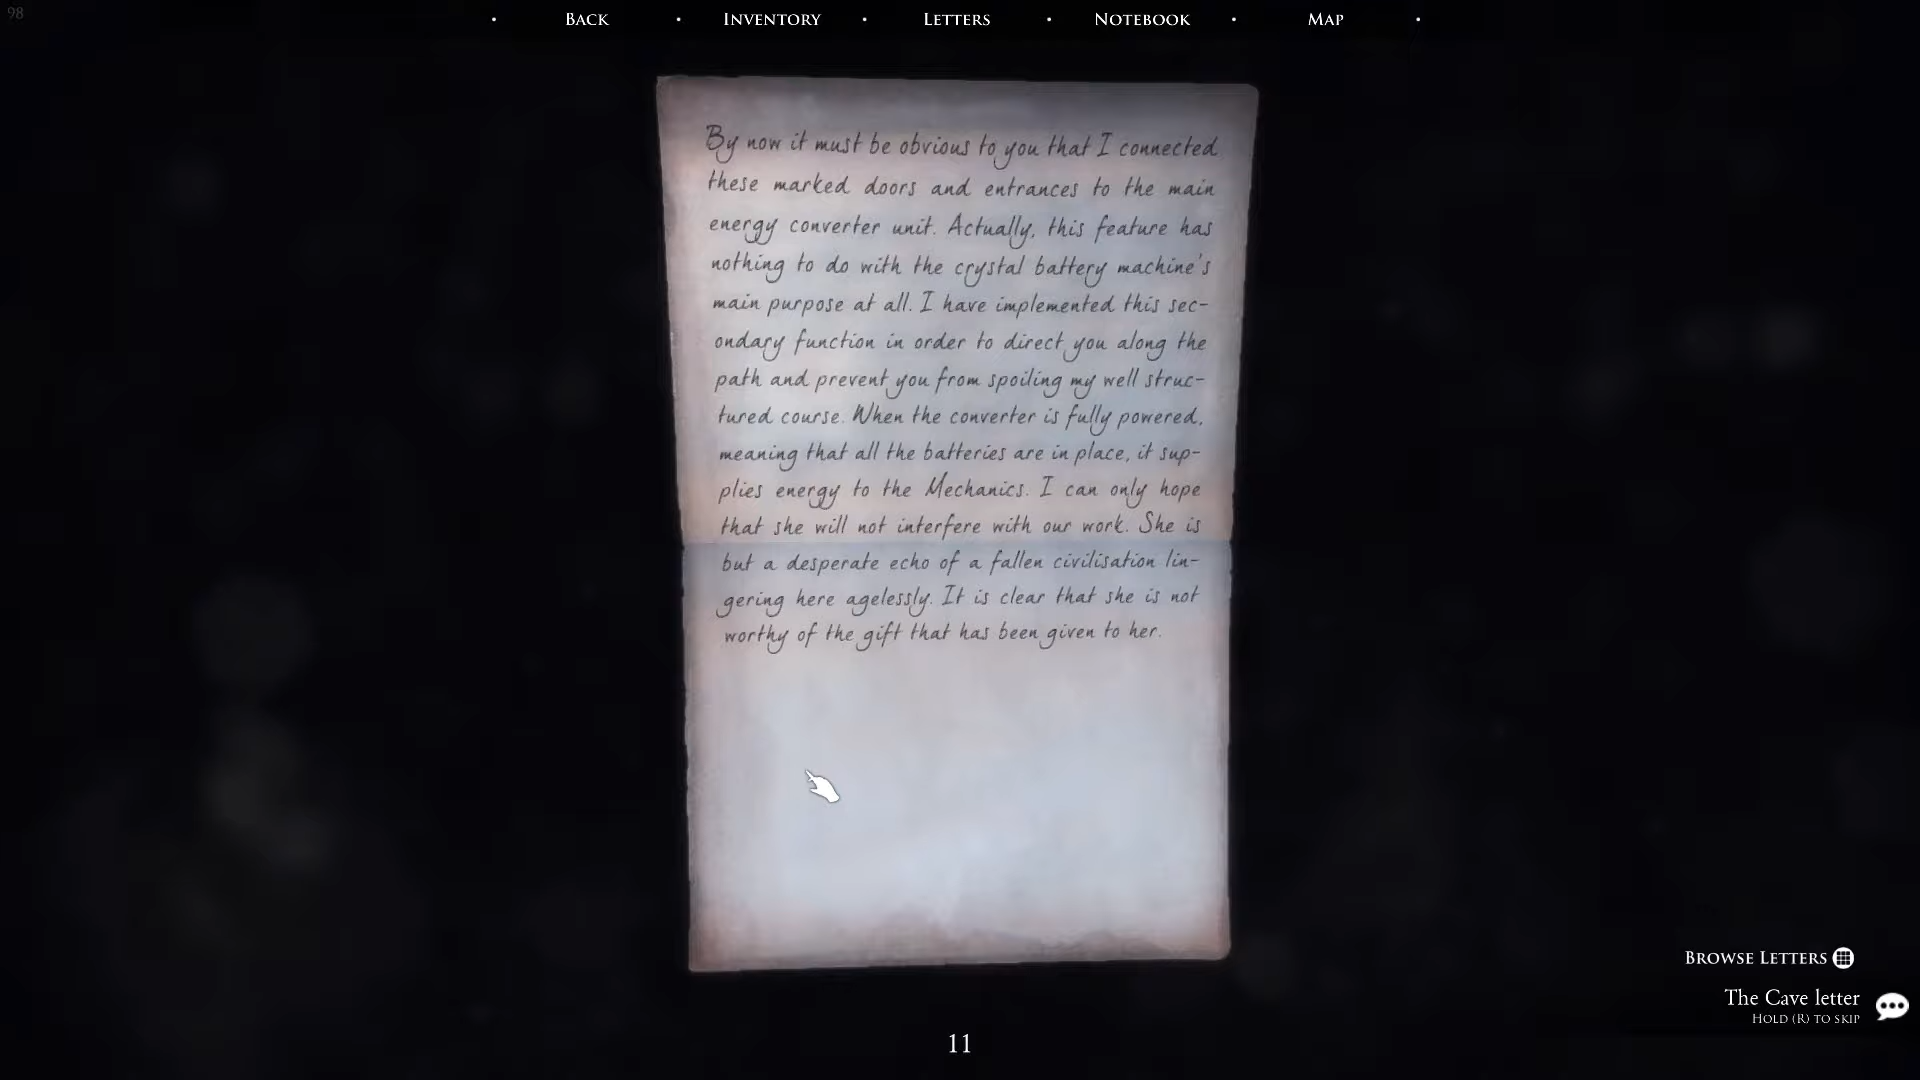 98
Back
Inventory
Letters
Notebook
Map
By now it must be obvious to you that I connected
these marked doors and entrances to the main
energy converter unit. Actually, this feature has
nothing to do with the crystal battery machine's
main purpose at all. I have implemented this sec-
ondary function in order to direct you along the
path and prevent you from spoiling my well struc-
tured course. When the converter is fully powered,
meaning that all the batteries are in place, it sup-
plies energy to the Mechanics. I can only hope
that she will not interfere with our work. She is
but a desperate echo of a fallen civilisation lin-
gering here agelessly. It is clear that she is not
worthy of the gift that has been given to her.
Browse Letters
The Cave letter
Hold (R) to skip
11